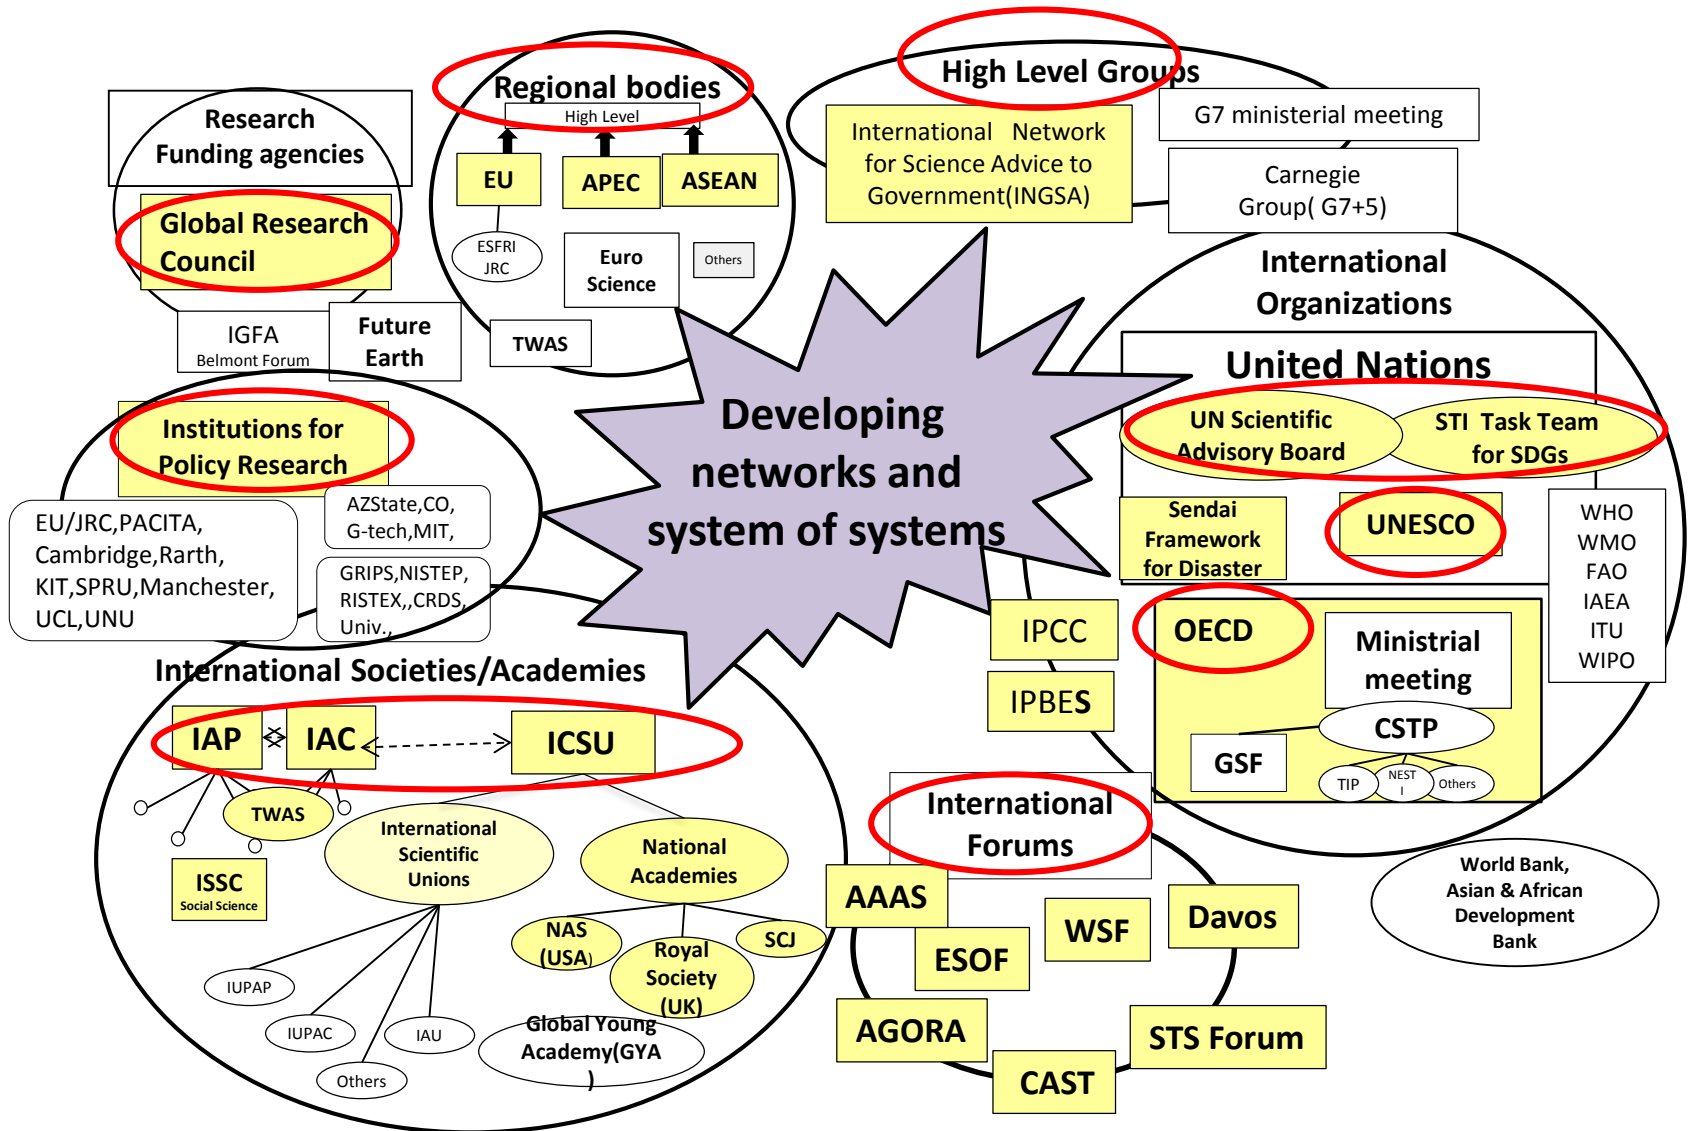 Research
Funding agencies
Global Research
Council
IGFA
Belmont Forum
Future
Earth
Regional bodies
High Level
EU
APEC
ASEAN
ESFRI
JRC
Euro
Science
Others
TWAS
High Level Groups
International Network
for Science Advice to
Government(INGSA)
G7 ministerial meeting
Carnegie
Group( G7+5)
Developing
networks and
system of systems
International
Organizations
United Nations
UN Scientific
Advisory Board
STI Task Team
for SDGs
Sendai
Framework
for Disaster
UNESCO
WHO
WMO
FAO
IAEA
ITU
WIPO
IPCC
IPBES
OECD
Ministrial
meeting
CSTP
GSF
TIP
NEST
I
Others
World Bank,
Asian & African
Development
Bank
Institutions for
Policy Research
EU/JRC,PACITA,
Cambridge,Rarth,
KIT,SPRU,Manchester,
UCL,UNU
AZState,CO,
G-tech,MIT,
GRIPS,NISTEP,
RISTEX,,CRDS,
Univ.,
International Societies/Academies
IAP
IAC
ICSU
TWAS
ISSC
Social Science
International
Scientific
Unions
National
Academies
NAS
(USA)
Royal
Society
(UK)
SCJ
IUPAP
IUPAC
IAU
Others
Global Young
Academy(GYA
)
International
Forums
AAAS
ESOF
WSF
Davos
AGORA
CAST
STS Forum